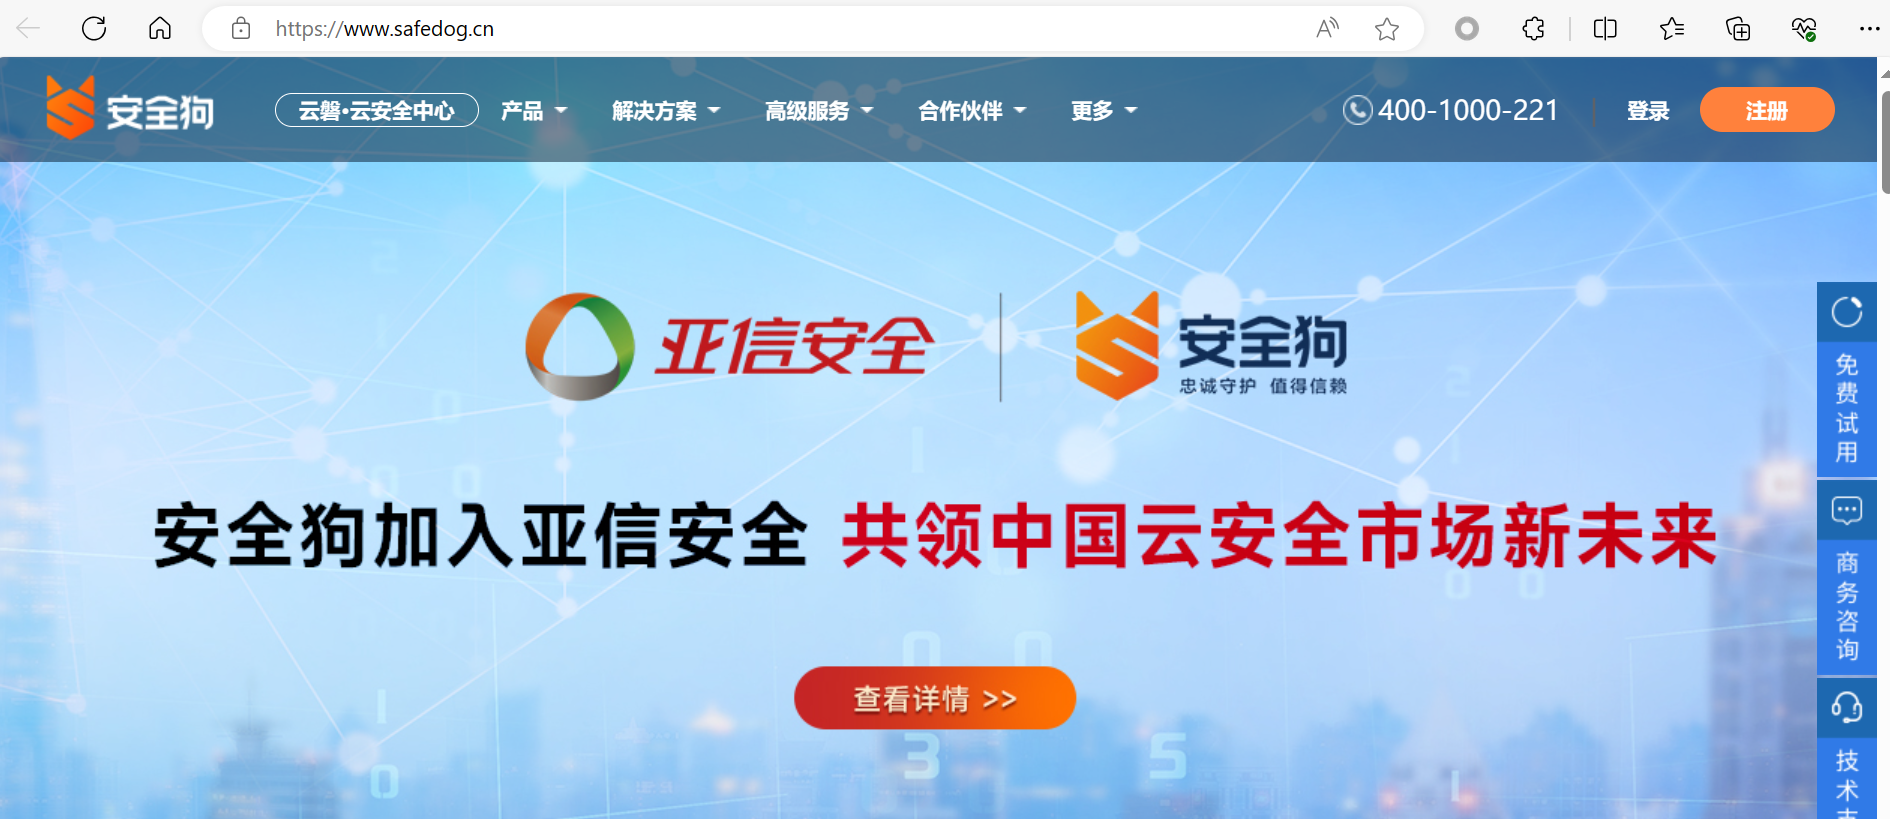 https://www.safedog.cn
安全狗
云磐·云安全中心 产品 解决方案 高级服务 合作伙伴 更多 400-1000-221 登录 注册
亚信安全
安全狗
忠诚守护 值得信赖
安全狗加入亚信安全 共领中国云安全市场新未来
查看详情 >>
免费试用
商务咨询
技术